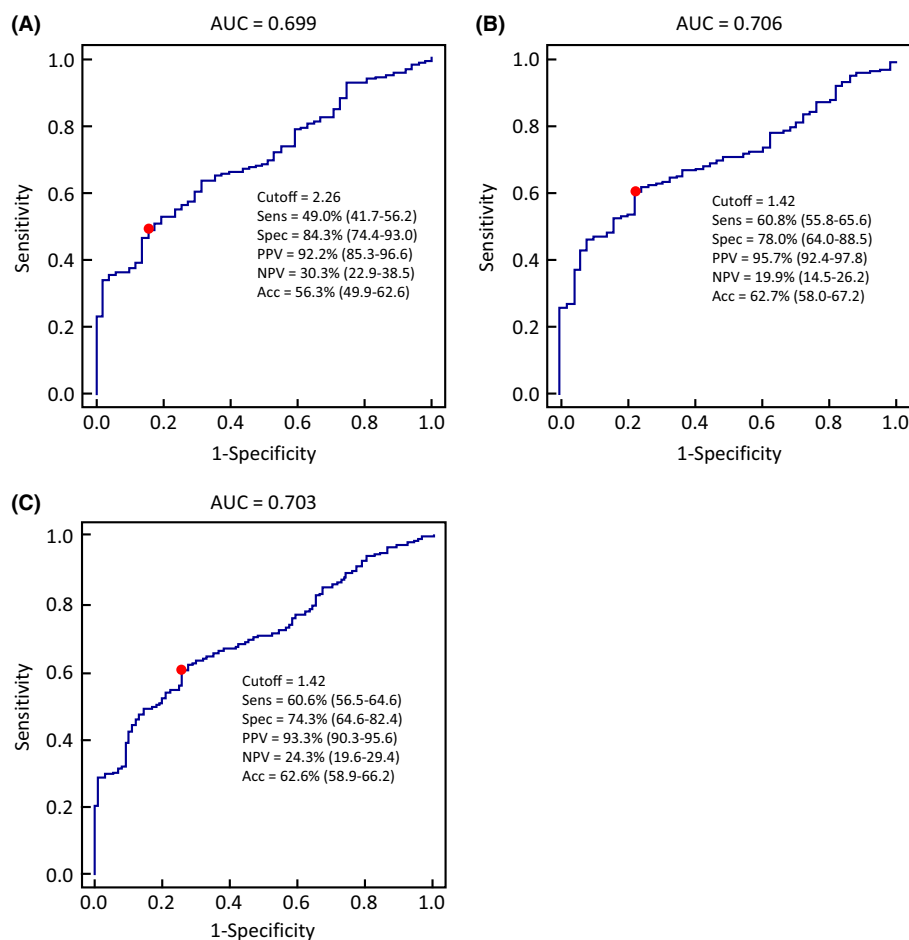 (A)
AUC = 0.699
1.0
0.8
0.6
0.4
0.2
0.0
Sensitivity
Cutoff = 2.26
Sens = 49.0% (41.7-56.2)
Spec = 84.3% (74.4-93.0)
PPV = 92.2% (85.3-96.6)
NPV = 30.3% (22.9-38.5)
Acc = 56.3% (49.9-62.6)
0.0 0.2 0.4 0.6 0.8 1.0
1-Specificity
(B)
AUC = 0.706
1.0
0.8
0.6
0.4
0.2
0.0
Sensitivity
Cutoff = 1.42
Sens = 60.8% (55.8-65.6)
Spec = 78.0% (64.0-88.5)
PPV = 95.7% (92.4-97.8)
NPV = 19.9% (14.5-26.2)
Acc = 62.7% (58.0-67.2)
0.0 0.2 0.4 0.6 0.8 1.0
1-Specificity
(C)
AUC = 0.703
1.0
0.8
0.6
0.4
0.2
0.0
Sensitivity
Cutoff = 1.42
Sens = 60.6% (56.5-64.6)
Spec = 74.3% (64.6-82.4)
PPV = 93.3% (90.3-95.6)
NPV = 24.3% (19.6-29.4)
Acc = 62.6% (58.9-66.2)
0.0 0.2 0.4 0.6 0.8 1.0
1-Specificity